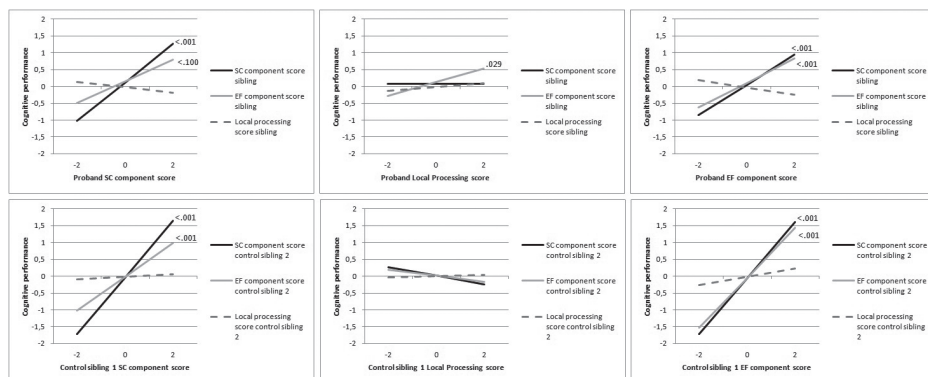 2
1,5
1
0,5
0
-0,5
-1
-1,5
-2
Cognitive performance
<.001
<.100
-2 0 2
Proband SC component score
SC component score sibling
EF component score sibling
Local processing score sibling
2
1,5
1
0,5
0
-0,5
-1
-1,5
-2
Cognitive performance
.029
-2 0 2
Proband Local Processing score
SC component score sibling
EF component score sibling
Local processing score sibling
2
1,5
1
0,5
0
-0,5
-1
-1,5
-2
Cognitive performance
<.001
<.001
-2 0 2
Proband EF component score
SC component score sibling
EF component score sibling
Local processing score sibling
2
1,5
1
0,5
0
-0,5
-1
-1,5
-2
Cognitive performance
<.001
<.001
-2 0 2
Control sibling 1 SC component score
SC component score control sibling 2
EF component score control sibling 2
Local processing score control sibling 2
2
1,5
1
0,5
0
-0,5
-1
-1,5
-2
Cognitive performance
-2 0 2
Control sibling 1 Local Processing score
SC component score control sibling 2
EF component score control sibling 2
Local processing score control sibling 2
2
1,5
1
0,5
0
-0,5
-1
-1,5
-2
Cognitive performance
<.001
<.001
-2 0 2
Control sibling 1 EF component score
SC component score control sibling 2
EF component score control sibling 2
Local processing score control sibling 2